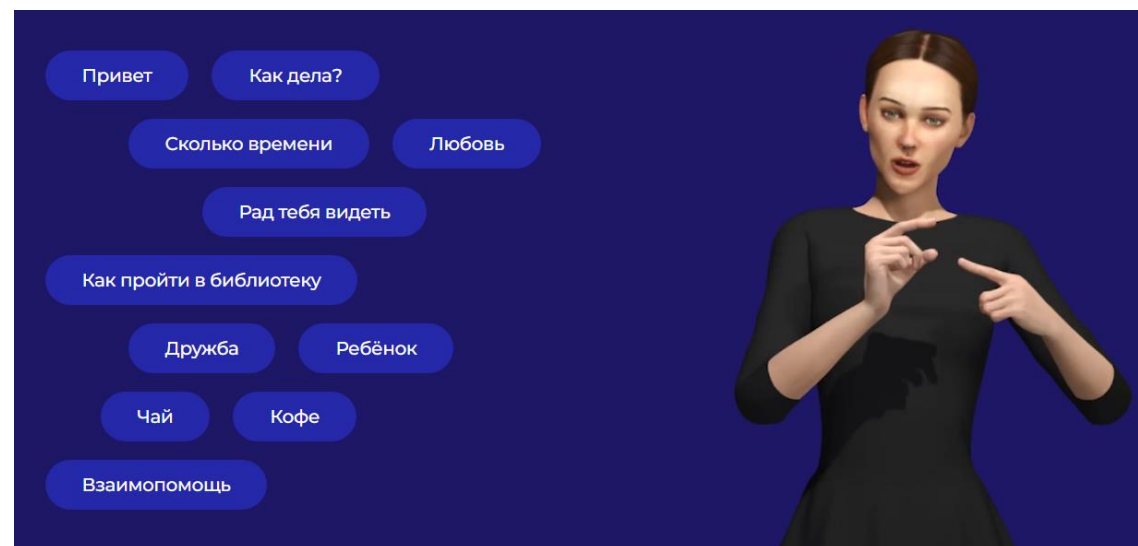 Привет Как дела?
Сколько времени Любовь
Рад тебя видеть
Как пройти в библиотеку
Дружба Ребёнок
Чай Кофе
Взаимопомощь